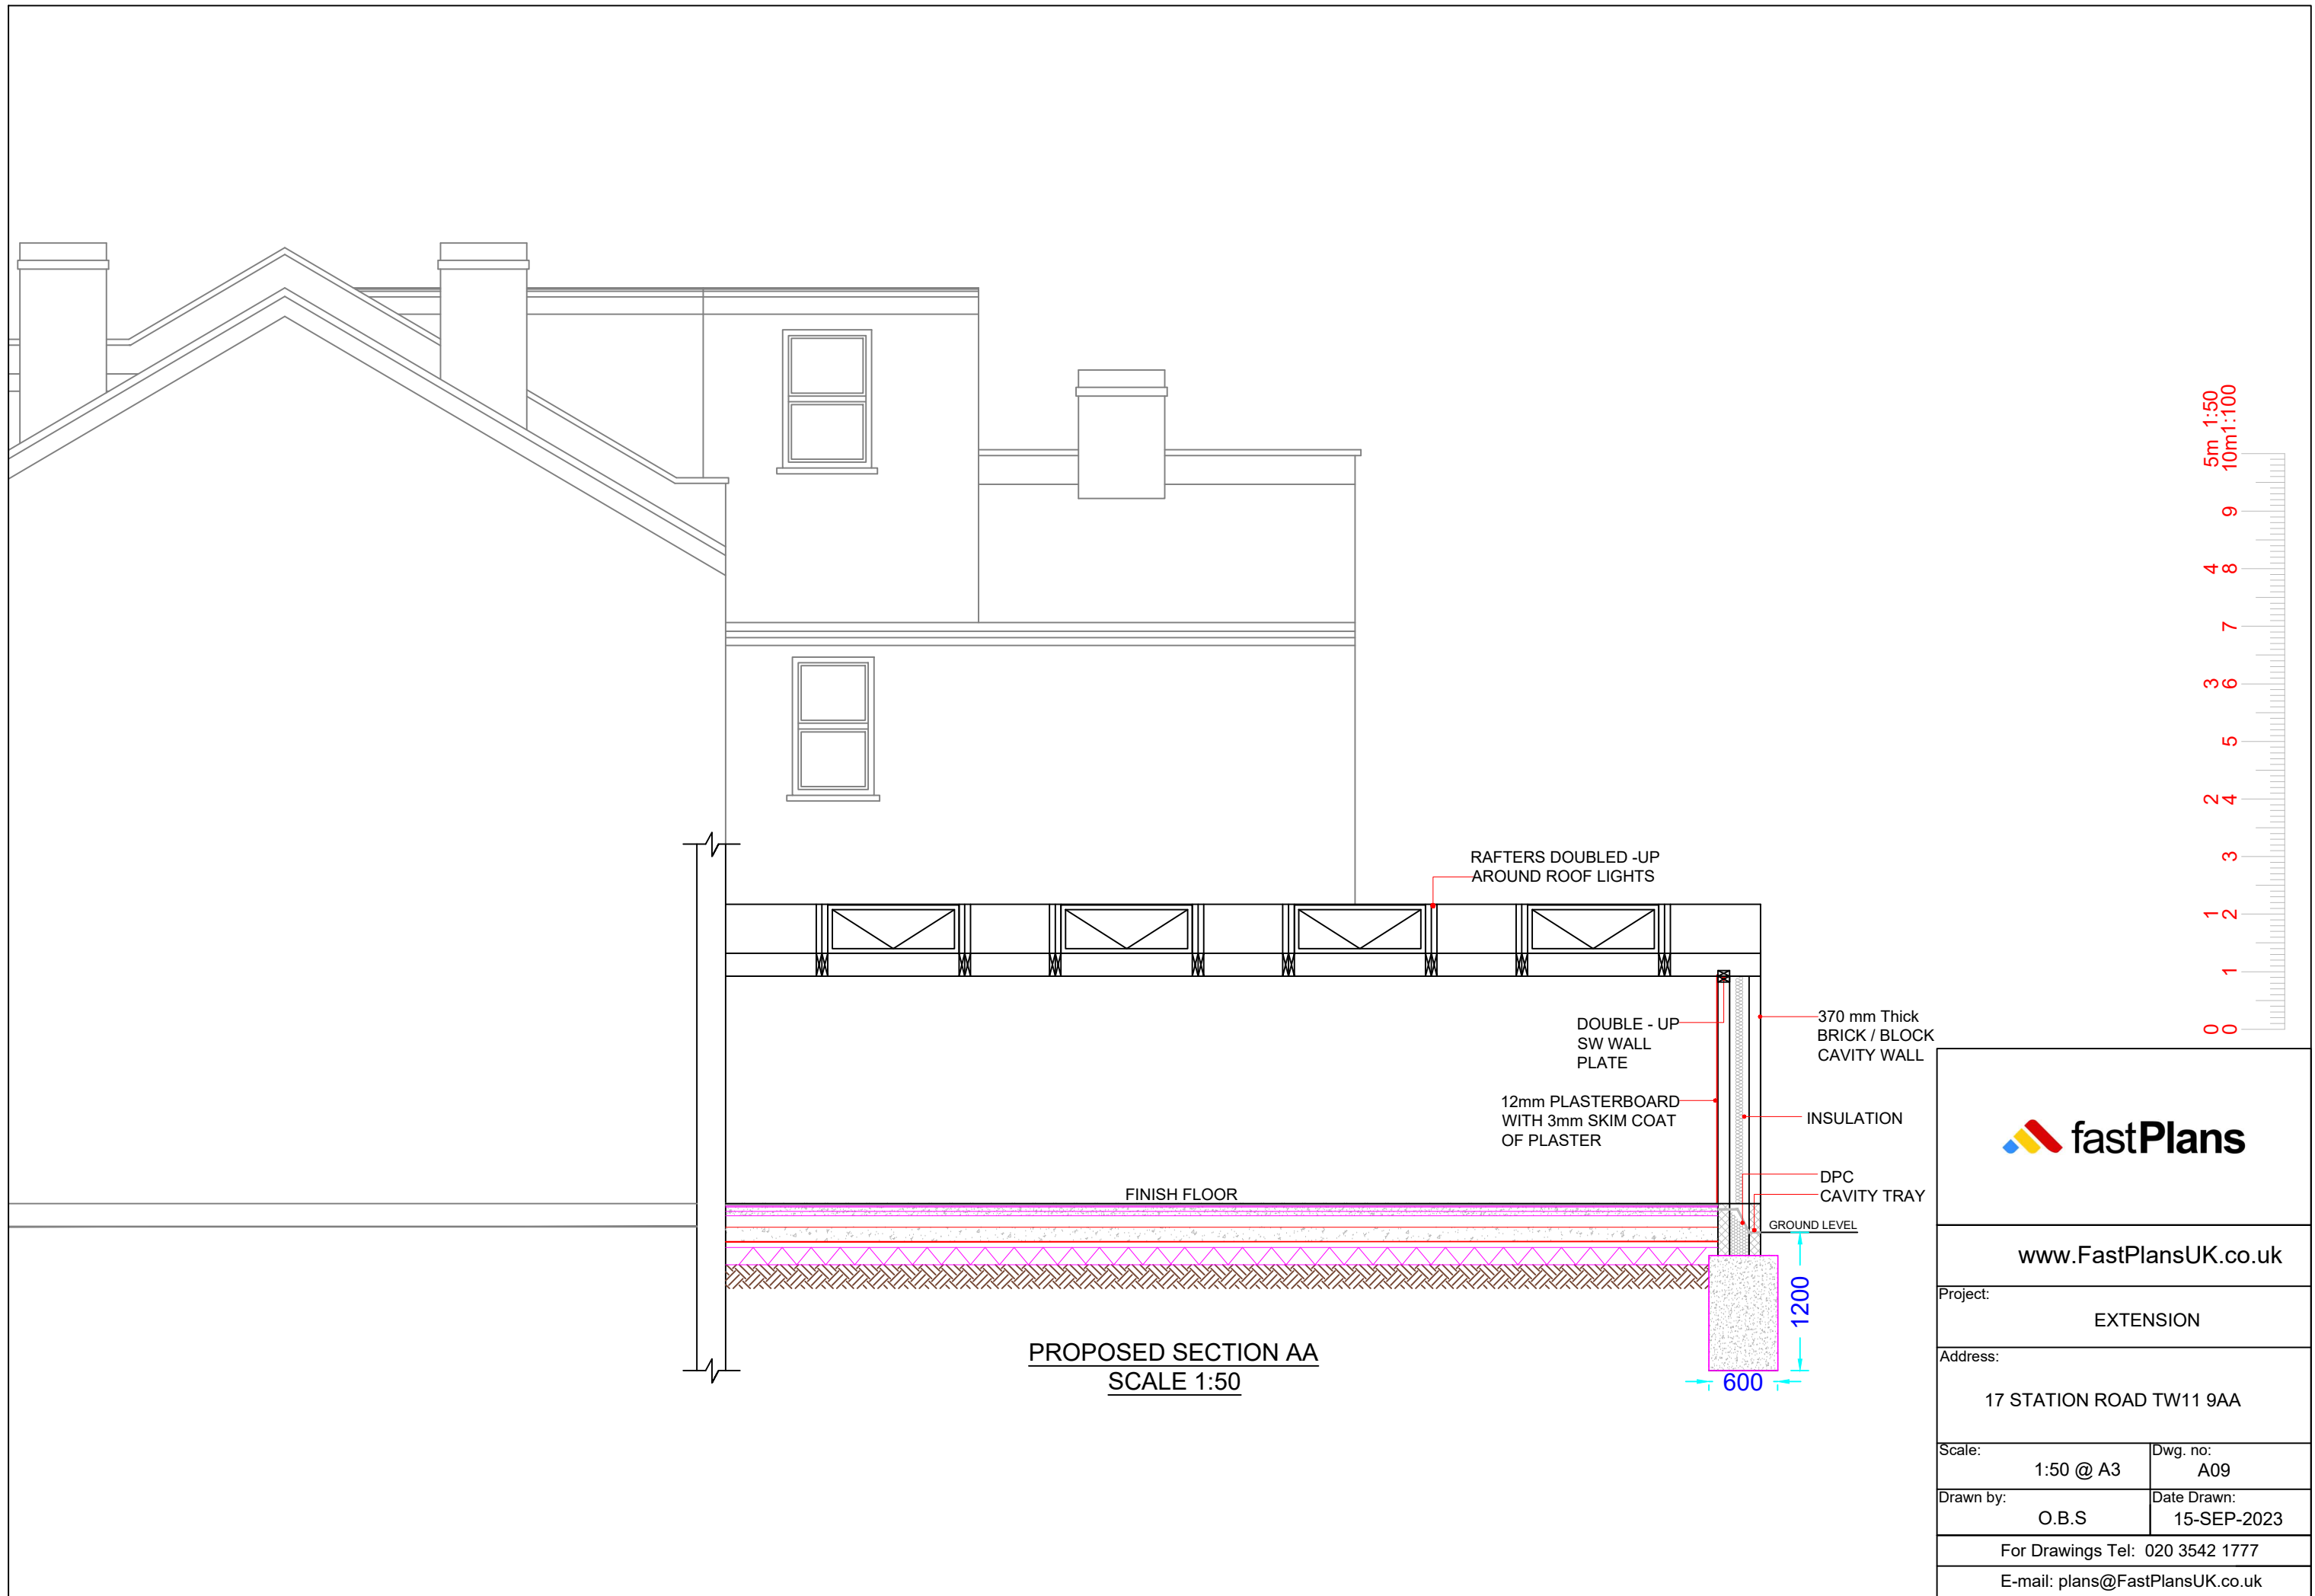 5m 1:50
10m1:100
9
4 8
7
3 6
5
2 4
3
1 2
1
0 0
RAFTERS DOUBLED -UP
AROUND ROOF LIGHTS
DOUBLE - UP
SW WALL
PLATE
370 mm Thick
BRICK / BLOCK
CAVITY WALL
12mm PLASTERBOARD
WITH 3mm SKIM COAT
OF PLASTER
INSULATION
DPC
CAVITY TRAY
FINISH FLOOR
GROUND LEVEL
1200
600
PROPOSED SECTION AA
SCALE 1:50
fastPlans
www.FastPlansUK.co.uk
Project:
EXTENSION
Address:
17 STATION ROAD TW11 9AA
Scale:
1:50 @ A3
Dwg. no:
A09
Drawn by:
O.B.S
Date Drawn:
15-SEP-2023
For Drawings Tel: 020 3542 1777
E-mail: plans@FastPlansUK.co.uk